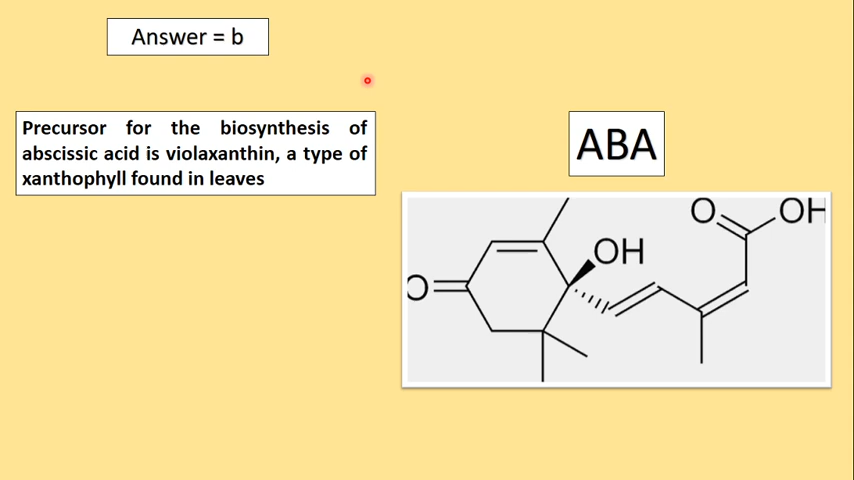 Answer = b
Precursor for the biosynthesis of
abscissic acid is violaxanthin, a type of
xanthophyll found in leaves
ABA
O OH
OH
O